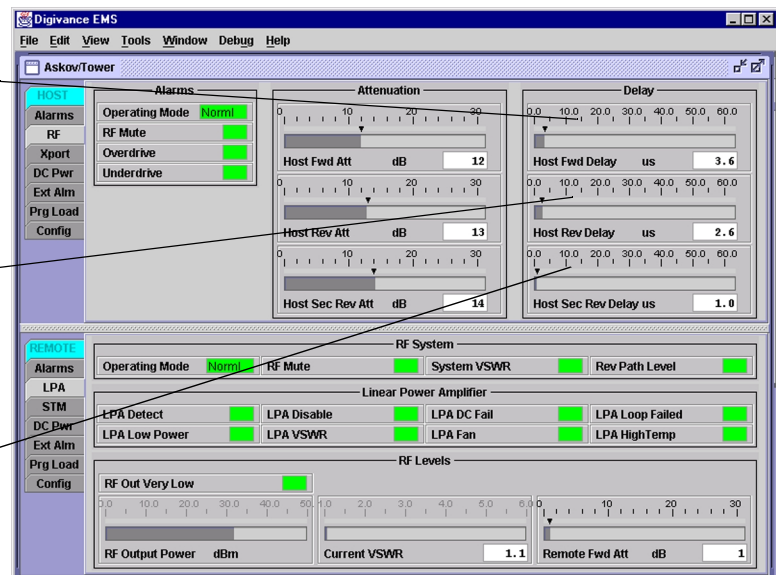 Digivance EMS
File Edit View Tools Window Debug Help
Askov/Tower
HOST
Alarms
RF
Xport
DC Pwr
Ext Alm
Prg Load
Config
Alarms
Operating Mode Norml
RF Mute
Overdrive
Underdrive
Attenuation
0 10 20 30
Host Fwd Att dB 12
0 10 20 30
Host Rev Att dB 13
0 10 20 30
Host Sec Rev Att dB 14
Delay
0.0 10.0 20.0 30.0 40.0 50.0 60.0
Host Fwd Delay us 3.6
0.0 10.0 20.0 30.0 40.0 50.0 60.0
Host Rev Delay us 2.6
0.0 10.0 20.0 30.0 40.0 50.0 60.0
Host Sec Rev Delay us 1.0
REMOTE
Alarms
LPA
STM
DC Pwr
Ext Alm
Prg Load
Config
RF System
Operating Mode Norml RF Mute System VSWR Rev Path Level
Linear Power Amplifier
LPA Detect LPA Disable LPA DC Fail LPA Loop Failed
LPA Low Power LPA VSWR LPA Fan LPA HighTemp
RF Levels
RF Out Very Low
0.0 10.0 20.0 30.0 40.0 50.
RF Output Power dBm
1.0 2.0 3.0 4.0 5.0 6.0
Current VSWR 1.1
0 10 20 30
Remote Fwd Att dB 1